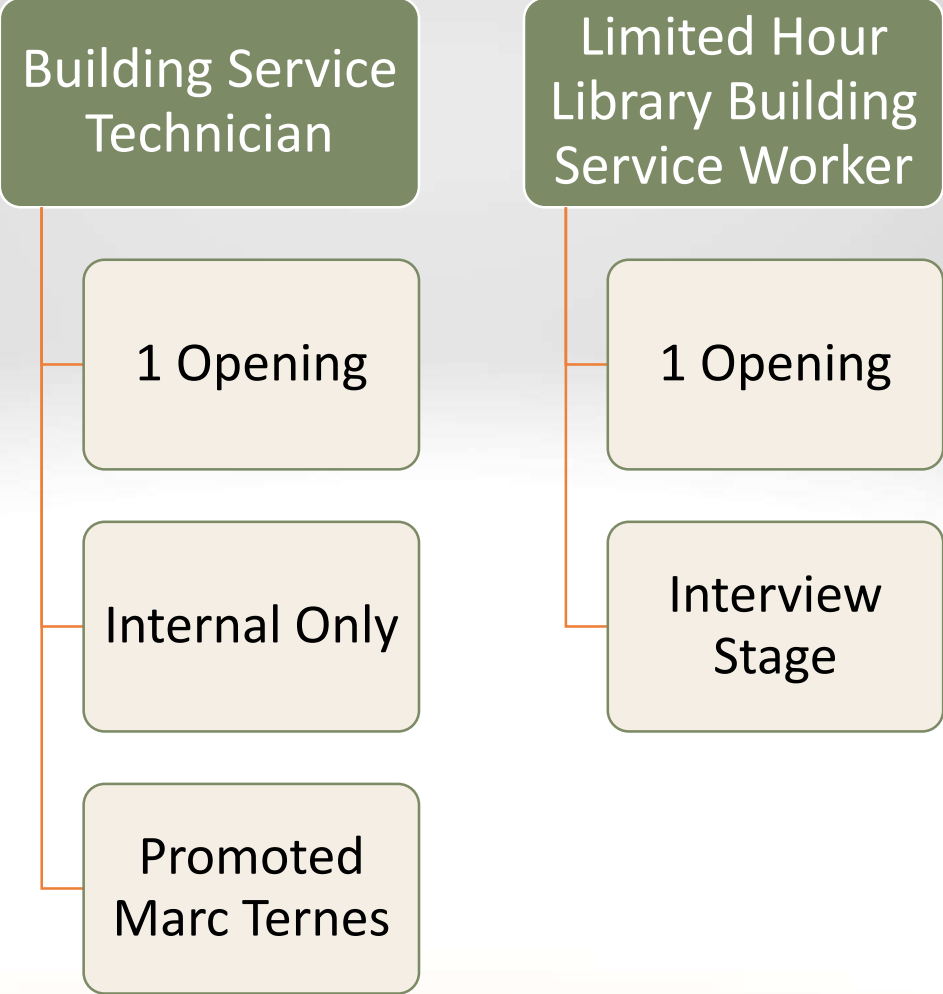 Building Service
Technician
1 Opening
Internal Only
Promoted
Marc Ternes
Limited Hour
Library Building
Service Worker
1 Opening
Interview
Stage